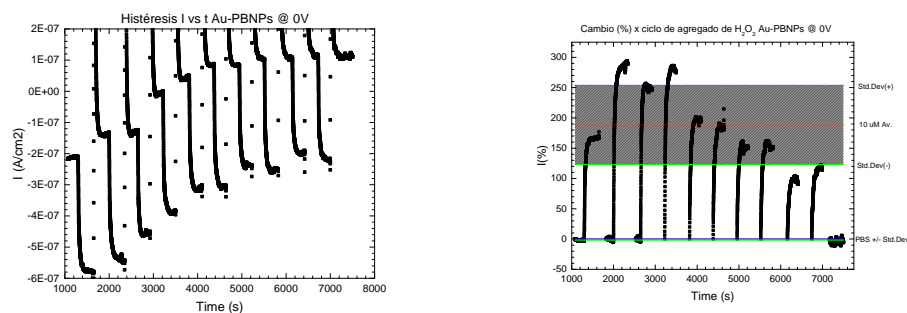 Histéresis I vs t Au-PBNPs @ 0V
2E-07
1E-07
0E+00
-1E-07
-2E-07
-3E-07
-4E-07
-5E-07
-6E-07
I (A/cm2)
1000 2000 3000 4000 5000 6000 7000 8000
Time (s)
Cambio (%) x ciclo de agregado de H2O2 Au-PBNPs @ 0V
300
250
200
150
100
50
0
-50
I(%)
Std.Dev(+)
10 uM Av.
Std.Dev(-)
PBS +/- Std.Dev
1000 2000 3000 4000 5000 6000 7000
Time (s)